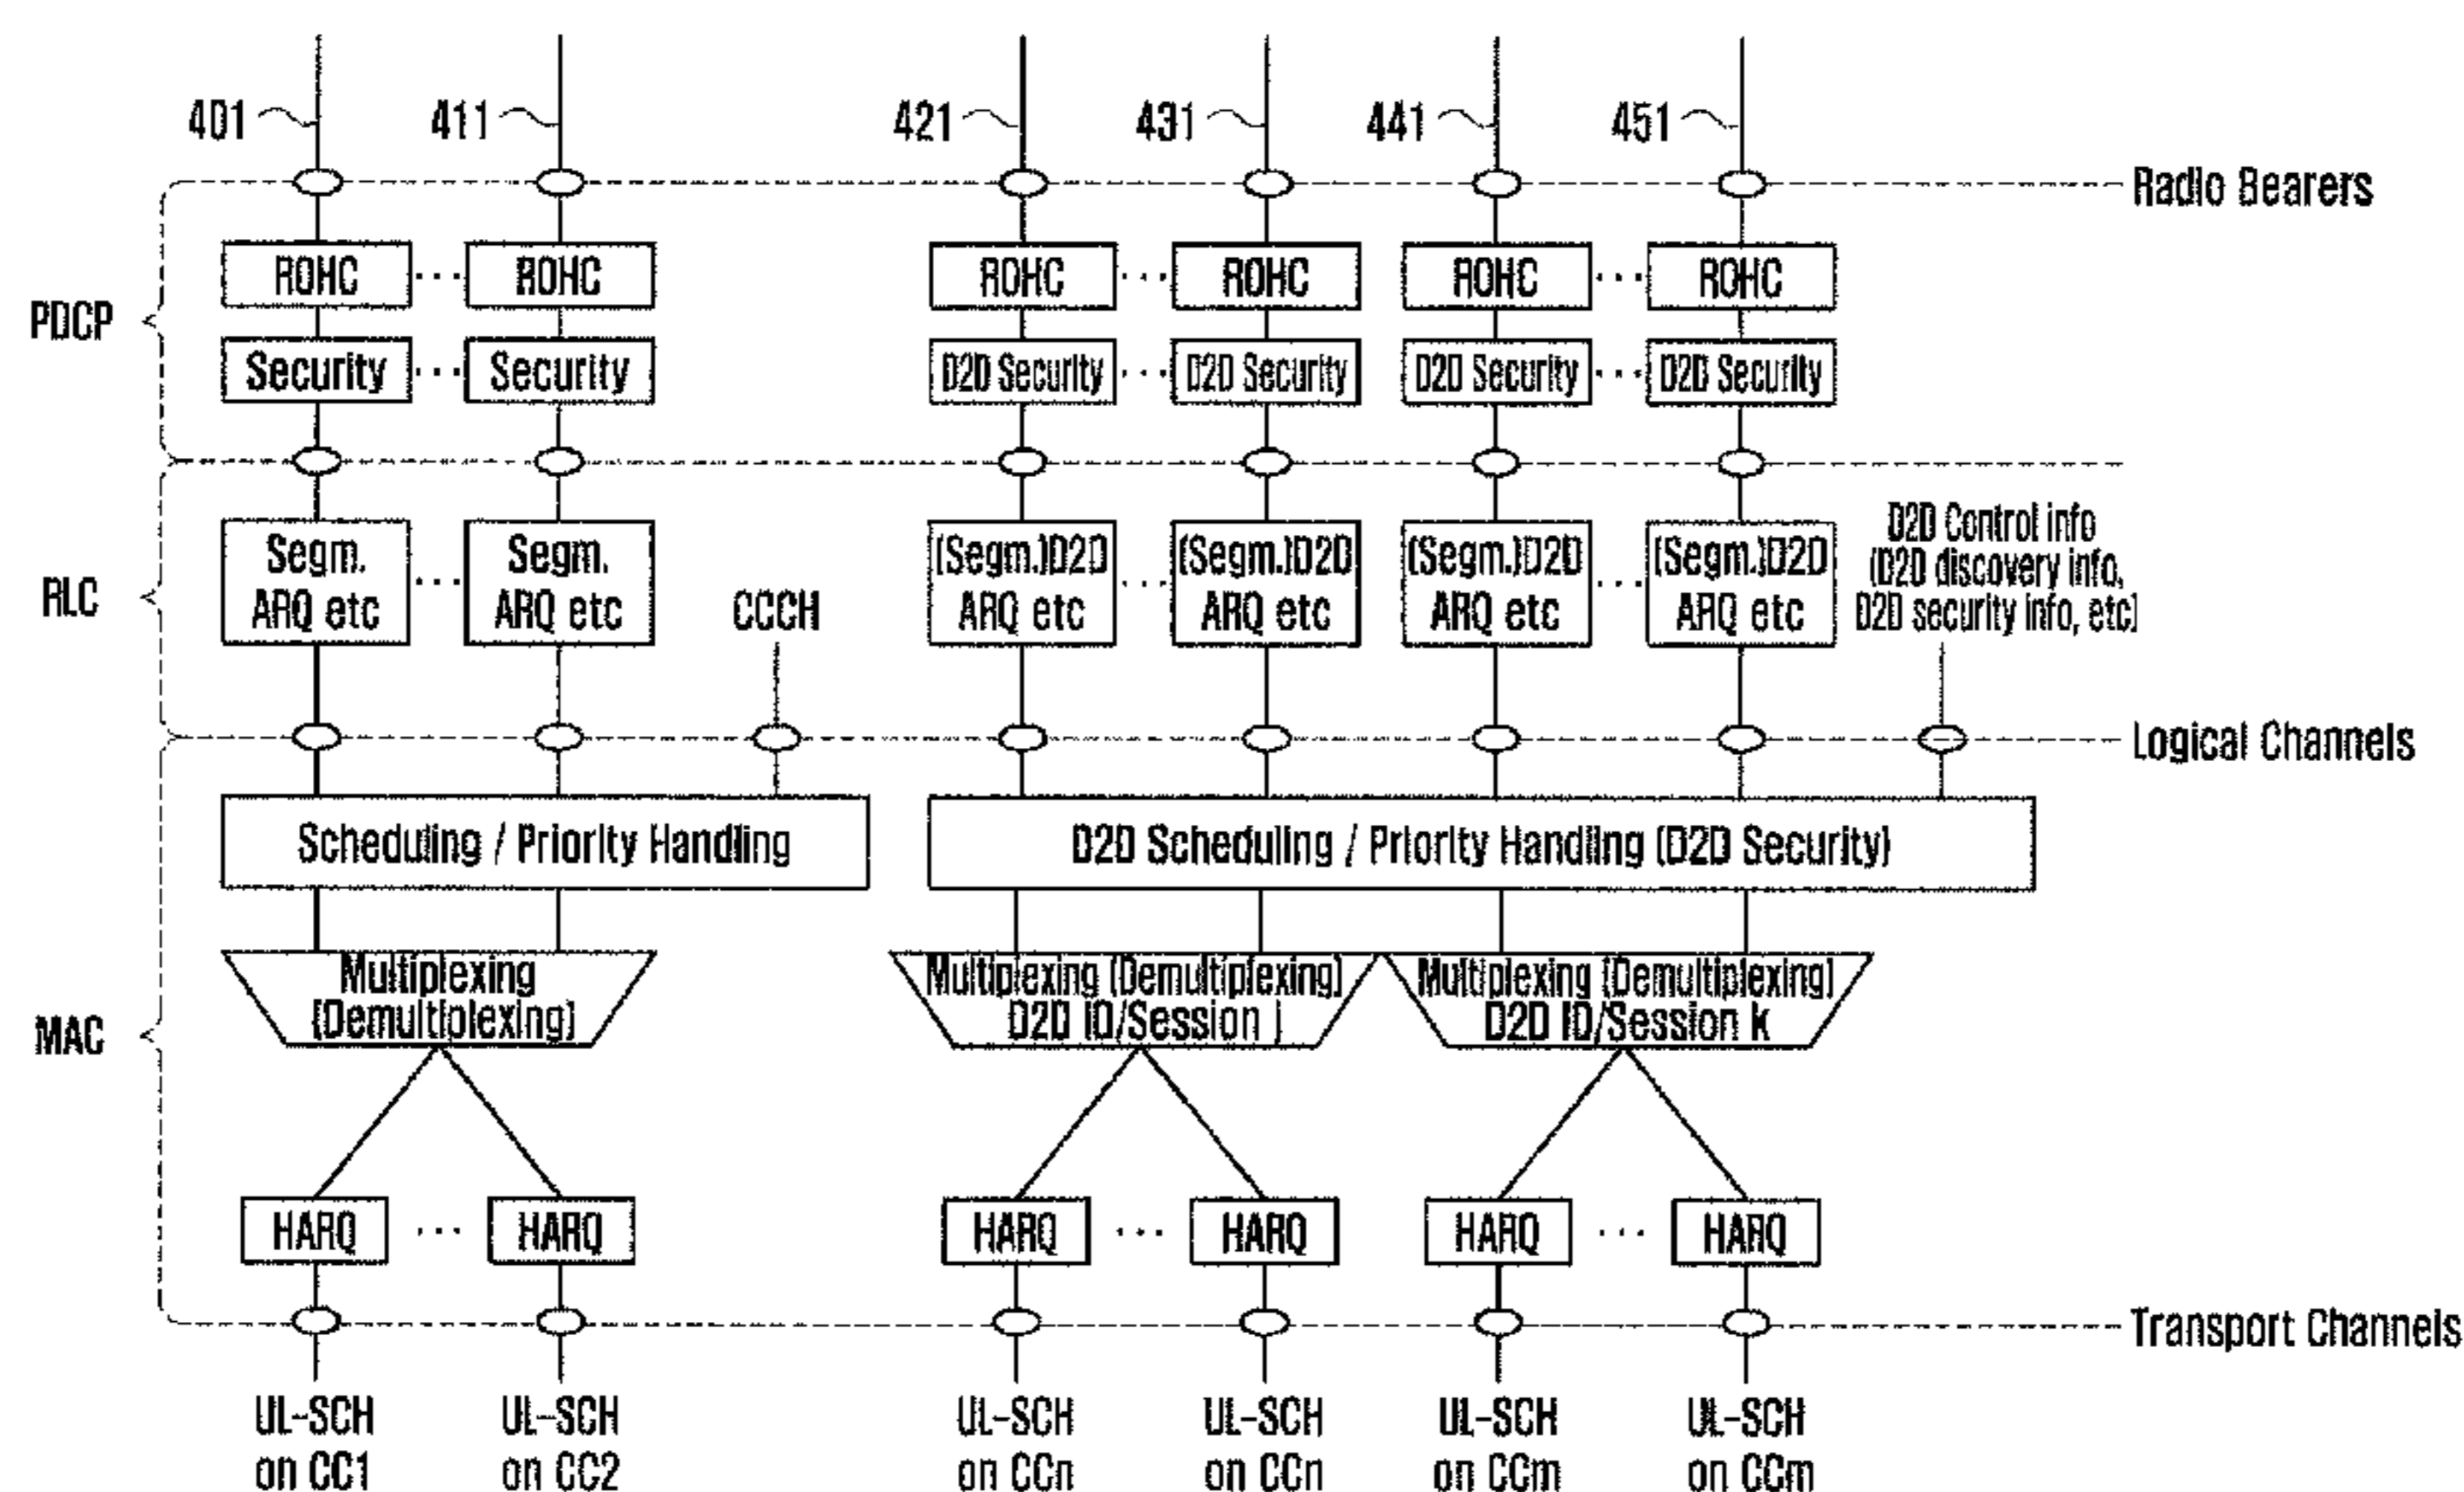 401 411 421 431 441 451
Radio Bearers
ROHC ··· ROHC ROHC ··· ROHC ROHC ··· ROHC
PDCP
Security ··· Security D2D Security ··· D2D Security D2D Security ··· D2D Security
D2D Control info
(D2D discovery info,
D2D security info, etc)
Segm. ··· Segm. (Segm.)D2D ··· (Segm.)D2D (Segm.)D2D ··· (Segm.)D2D
ARQ etc ARQ etc ARQ etc ARQ etc ARQ etc ARQ etc
RLC
CCCH
Logical Channels
Scheduling / Priority Handling D2D Scheduling / Priority Handling (D2D Security)
Multiplexing Multiplexing (Demultiplexing) Multiplexing (Demultiplexing)
(Demultiplexing) D2D ID/Session j D2D ID/Session k
MAC
HARQ ··· HARQ HARQ ··· HARQ HARQ ··· HARQ
Transport Channels
UL-SCH UL-SCH UL-SCH UL-SCH UL-SCH UL-SCH
on CC1 on CC2 on CCn on CCn on CCm on CCm